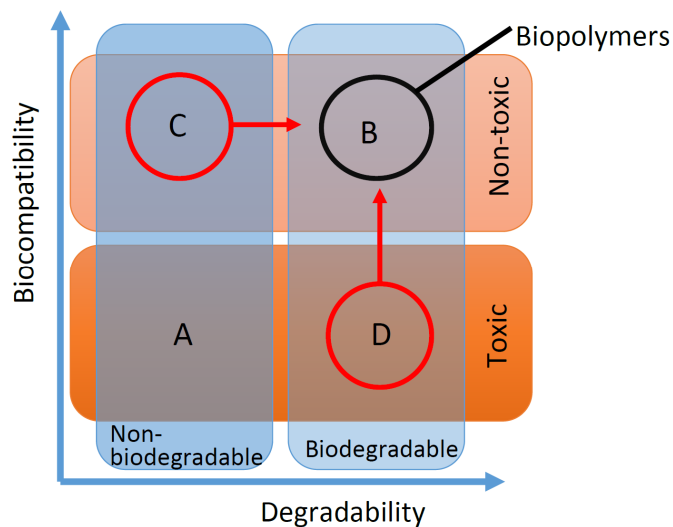 Biopolymers
Biocompatibility
C
B
Non-toxic
A
D
Toxic
Non-
biodegradable
Biodegradable
Degradability